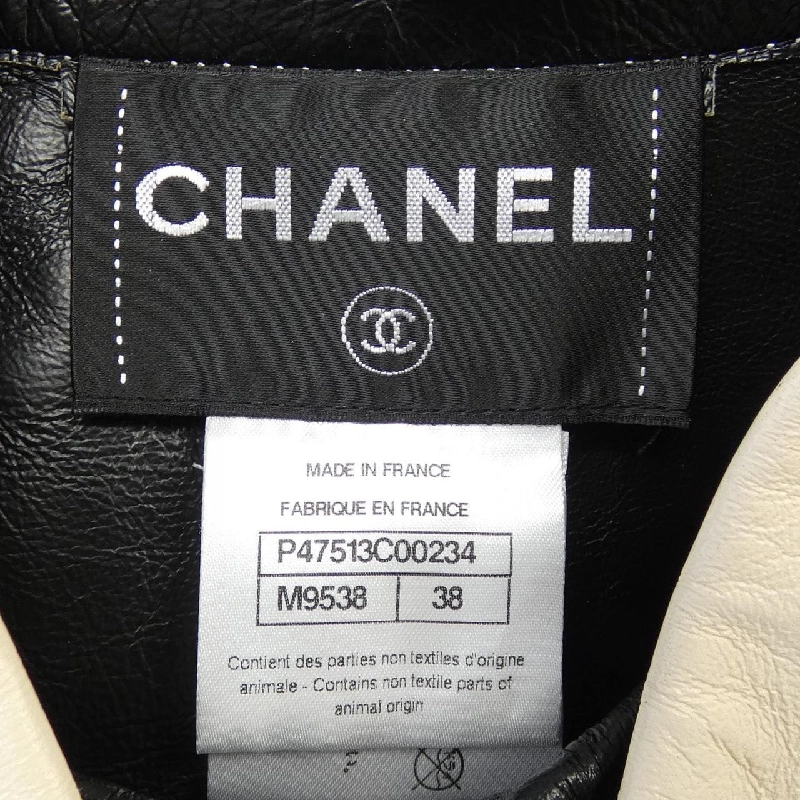 CHANEL
MADE IN FRANCE
FABRIQUE EN FRANCE
P47513C00234
M9538 38
Contient des parties non textiles d'origine
animale - Contains non textile parts of
animal origin